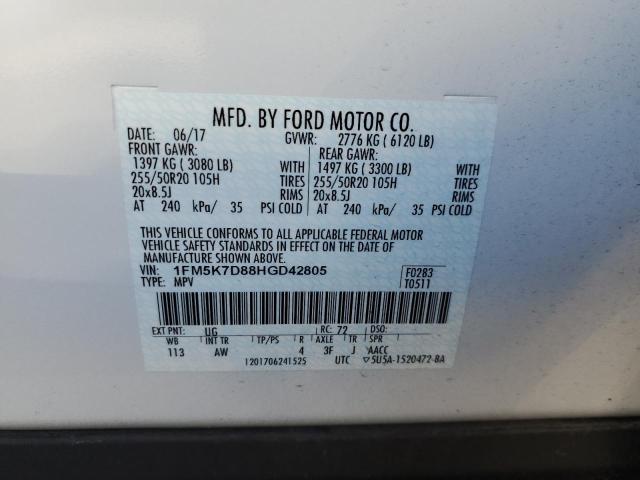 MFD. BY FORD MOTOR CO.
DATE: 06/17 GVWR: 2776 KG ( 6120 LB)
FRONT GAWR: REAR GAWR:
1397 KG ( 3080 LB) WITH 1497 KG ( 3300 LB) WITH
255/50R20 105H TIRES 255/50R20 105H TIRES
20x8.5J RIMS 20x8.5J RIMS
AT 240 kPa/ 35 PSI COLD AT 240 kPa/ 35 PSI COLD
THIS VEHICLE CONFORMS TO ALL APPLICABLE FEDERAL MOTOR
VEHICLE SAFETY STANDARDS IN EFFECT ON THE DATE OF
MANUFACTURE SHOWN ABOVE.
VIN: 1FM5K7D88HGD42805 F0283
TYPE: MPV T0511
EXT PNT: UG RC: 72 DSO:
WB INT TR TP/PS R AXLE TR SPR
113 AW 4 3F J AACC
1201706241525 UTC ▽5U5A-1520472-BA